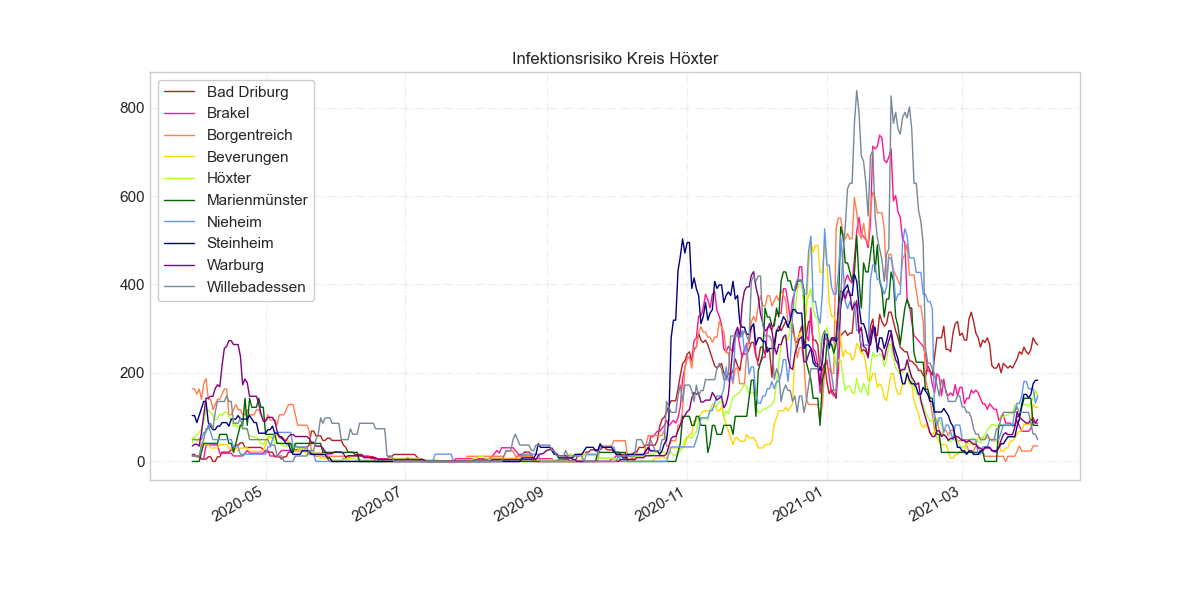 Infektionsrisiko Kreis Höxter
Bad Driburg
Brakel
Borgentreich
Beverungen
Höxter
Marienmünster
Nieheim
Steinheim
Warburg
Willebadessen
800
600
400
200
0
2020-05
2020-07
2020-09
2020-11
2021-01
2021-03